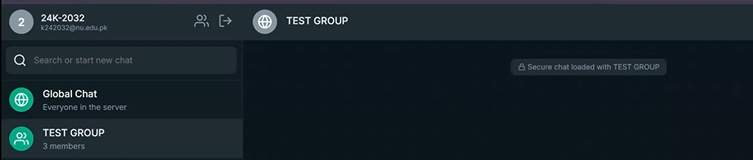 2
24K-2032
k242032@nu.edu.pk
TEST GROUP
Search or start new chat
Secure chat loaded with TEST GROUP
Global Chat
Everyone in the server
TEST GROUP
3 members